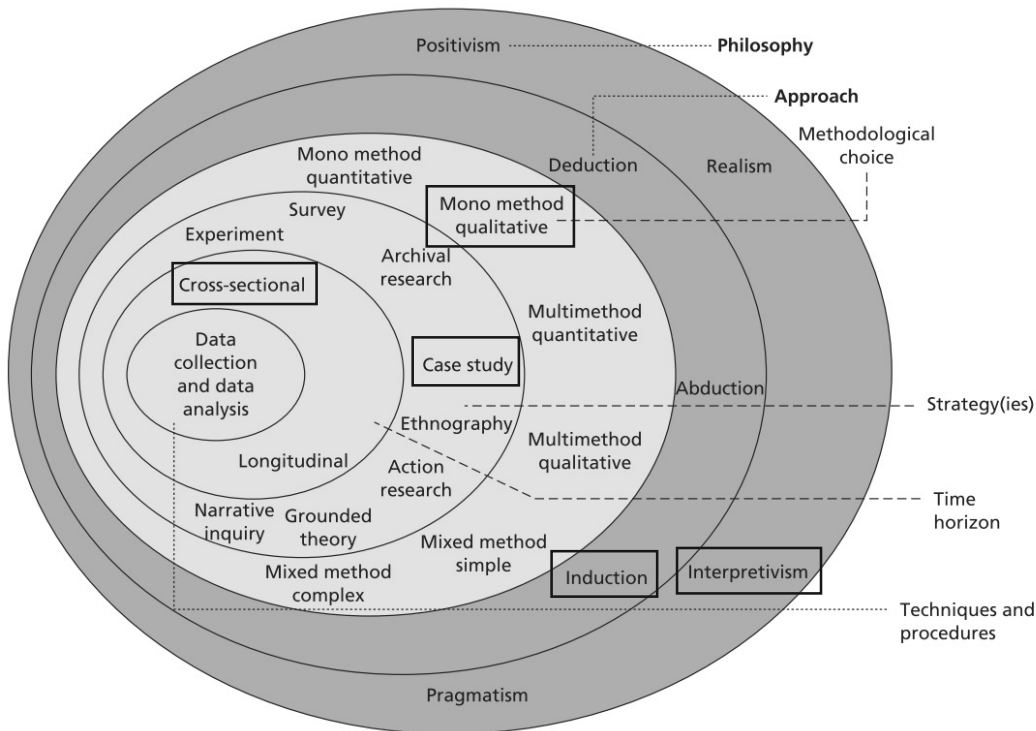 Positivism
Philosophy
Approach
Methodological
choice
Mono method
quantitative
Deduction
Realism
Mono method
qualitative
Survey
Experiment
Archival
research
Cross-sectional
Multimethod
quantitative
Data
collection
and data
analysis
Case study
Abduction
Strategy(ies)
Ethnography
Multimethod
qualitative
Longitudinal
Action
research
Time
horizon
Narrative
inquiry
Grounded
theory
Mixed method
simple
Mixed method
complex
Induction
Interpretivism
Techniques and
procedures
Pragmatism